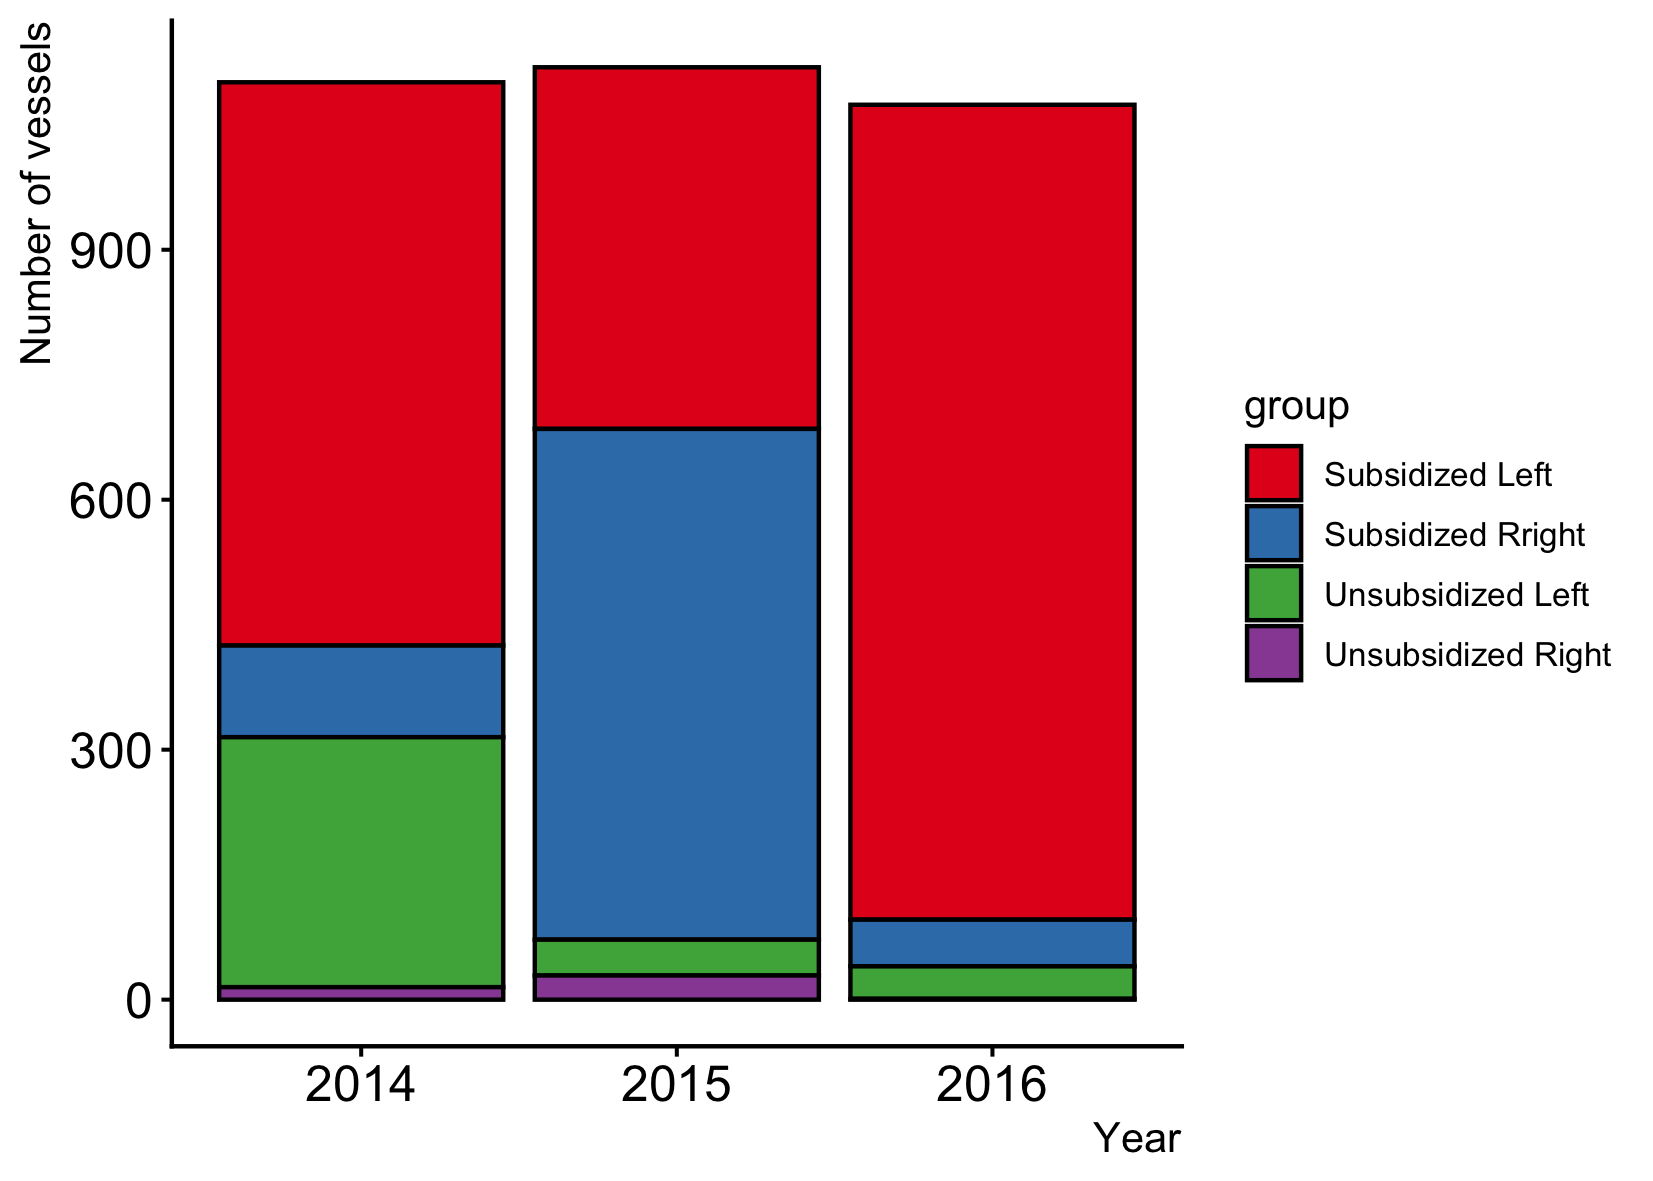 Number of vessels
900
600
300
0
2014 2015 2016
Year
group
Subsidized Left
Subsidized Rright
Unsubsidized Left
Unsubsidized Right